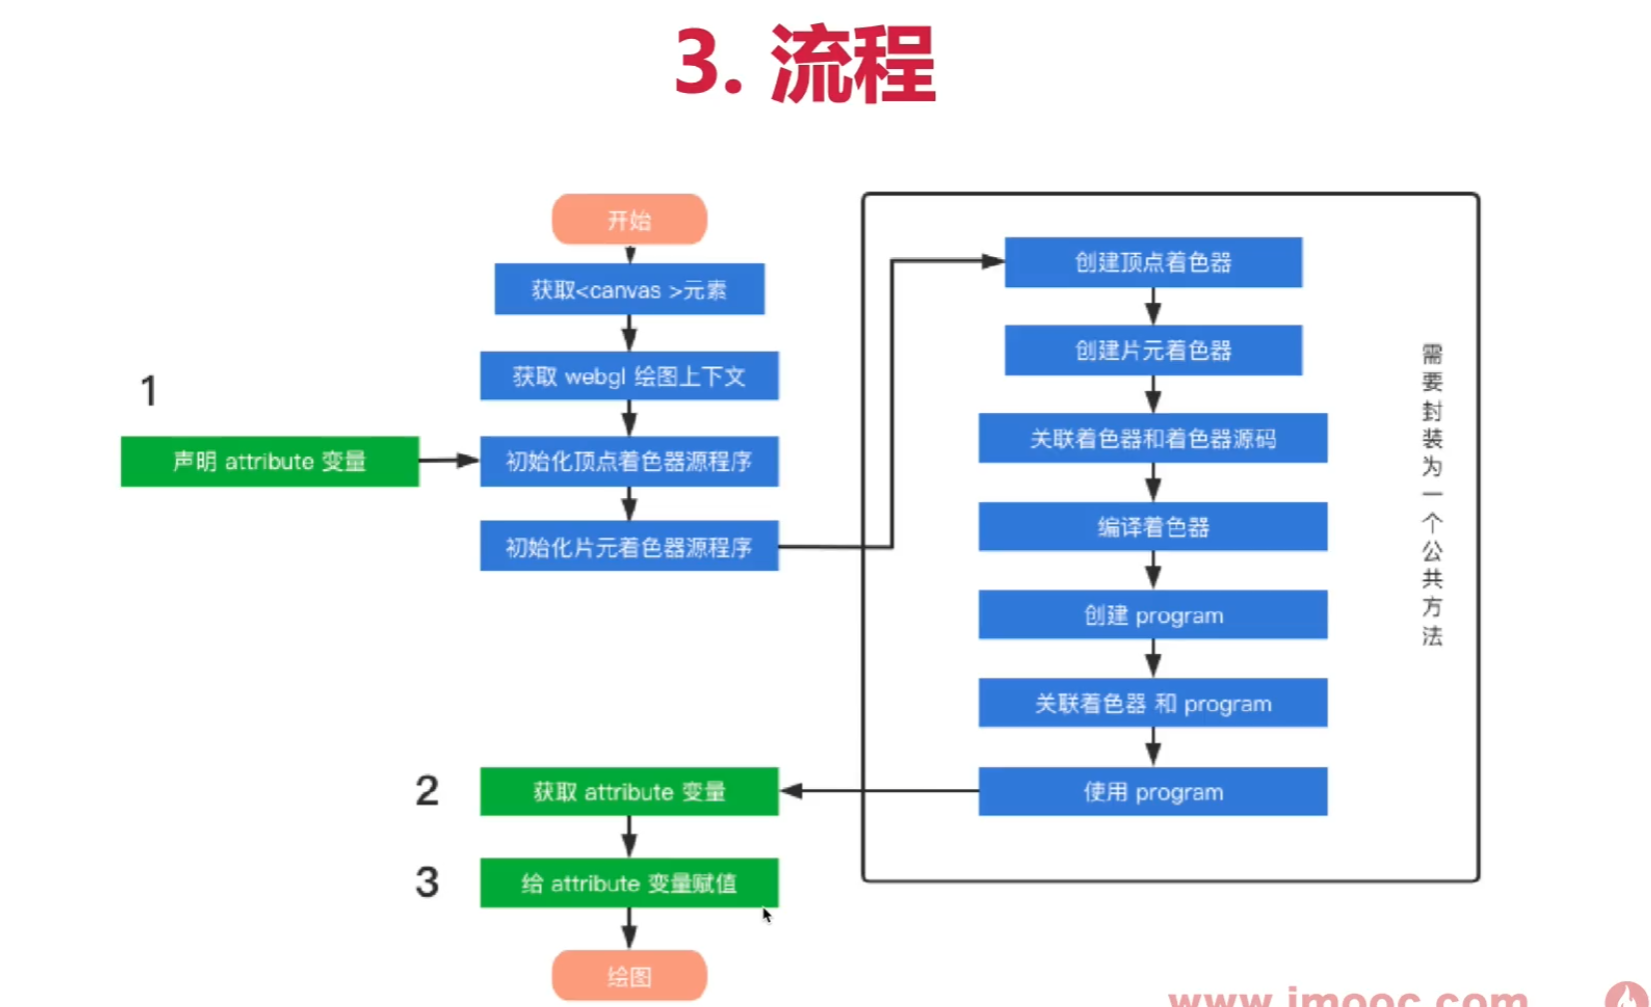 3. 流程
开始
获取<canvas >元素
获取 webgl 绘图上下文
1
声明 attribute 变量
初始化顶点着色器源程序
初始化片元着色器源程序
创建顶点着色器
创建片元着色器
关联着色器和着色器源码
编译着色器
创建 program
关联着色器 和 program
使用 program
需要封装为一个公共方法
2
获取 attribute 变量
3
给 attribute 变量赋值
绘图
www.imooc.com